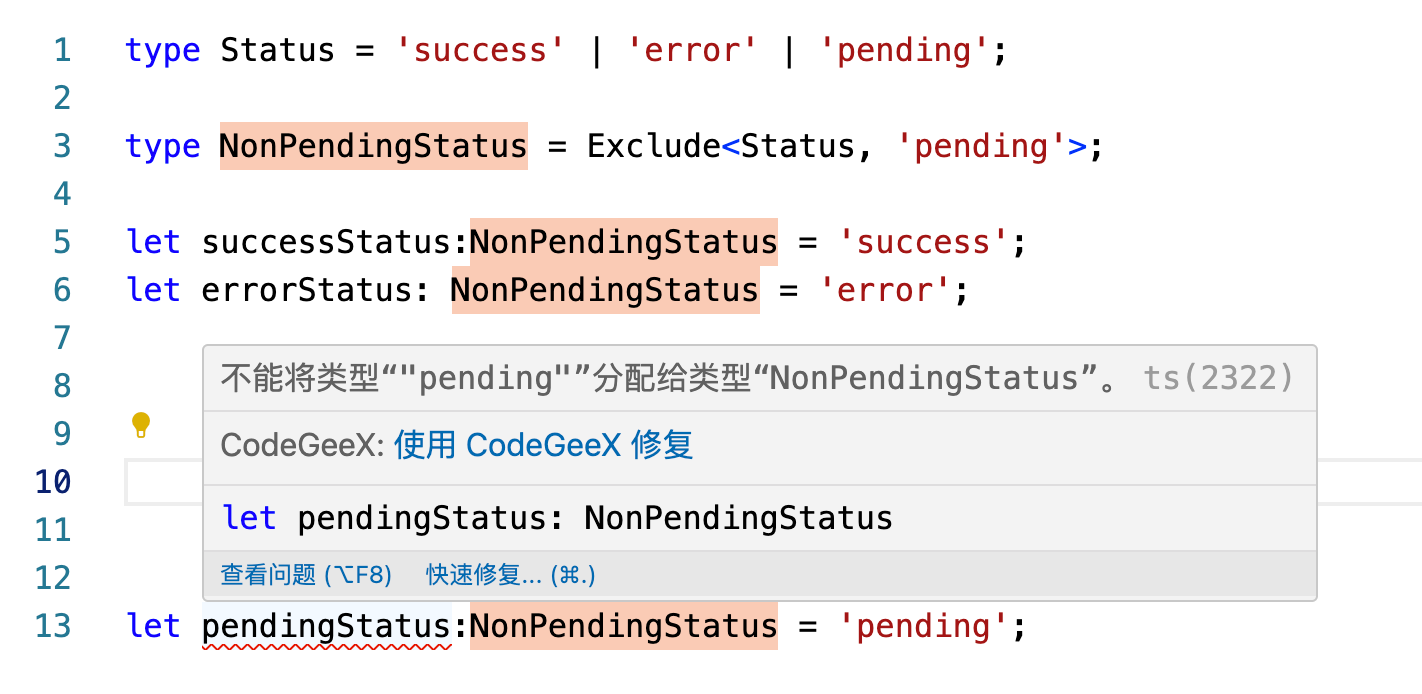 1 type Status = 'success' | 'error' | 'pending';
2
3 type NonPendingStatus = Exclude<Status, 'pending'>;
4
5 let successStatus:NonPendingStatus = 'success';
6 let errorStatus: NonPendingStatus = 'error';
7
不能将类型“"pending"”分配给类型“NonPendingStatus”。 ts(2322)
8
9 CodeGeeX: 使用 CodeGeeX 修复
10
let pendingStatus: NonPendingStatus
11
12 查看问题 (⌥F8) 快速修复... (⌘.)
13 let pendingStatus:NonPendingStatus = 'pending';